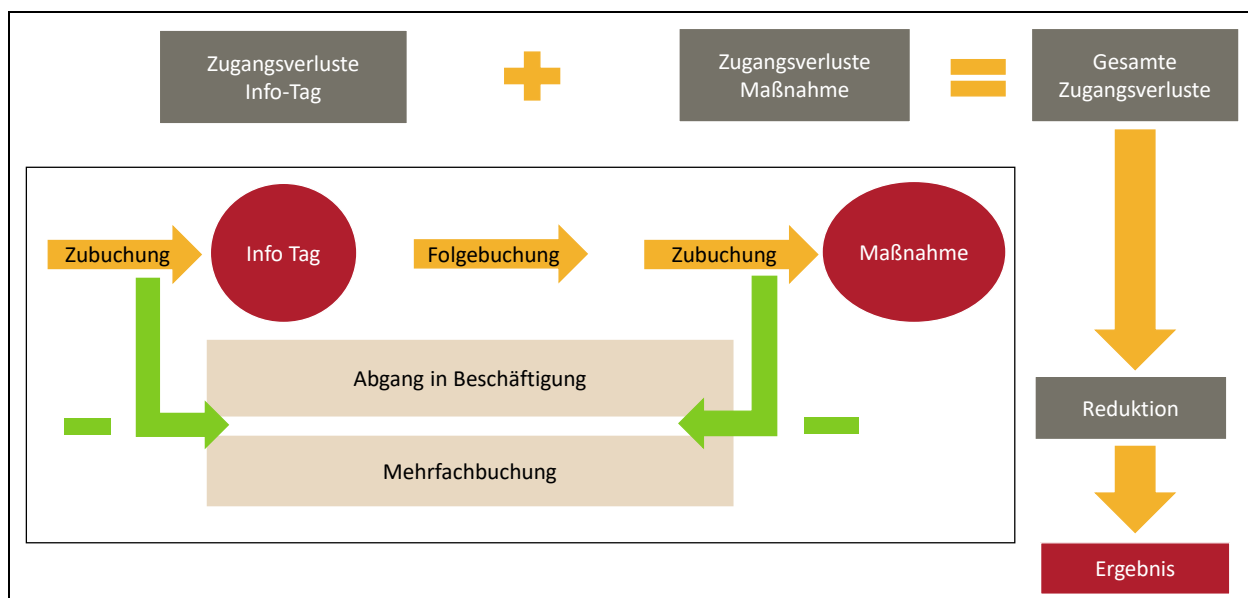 Zugangsverluste
Info-Tag
Zugangsverluste
Maßnahme
Gesamte
Zugangsverluste
Zubuchung
Info Tag
Folgebuchung
Zubuchung
Maßnahme
Abgang in Beschäftigung
Mehrfachbuchung
Reduktion
Ergebnis